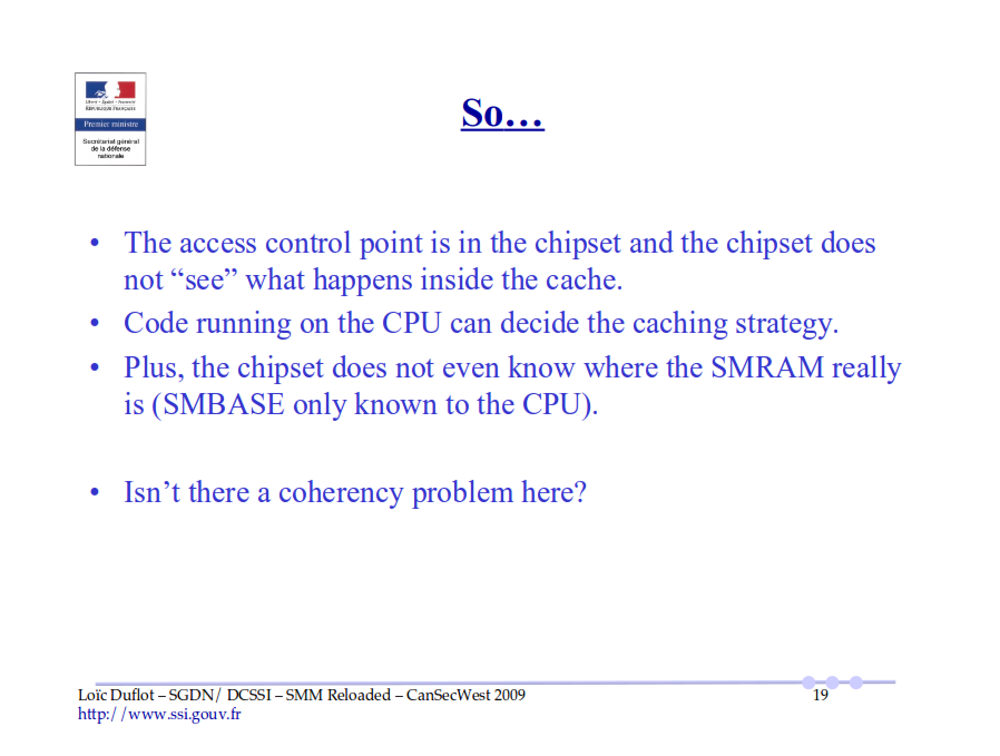 Liberté • Égalité • Fraternité
RÉPUBLIQUE FRANÇAISE
Premier ministre
Secrétariat général
de la défense
nationale
So…
• The access control point is in the chipset and the chipset does
not “see” what happens inside the cache.
• Code running on the CPU can decide the caching strategy.
• Plus, the chipset does not even know where the SMRAM really
is (SMBASE only known to the CPU).
• Isn’t there a coherency problem here?
Loïc Duflot – SGDN/ DCSSI – SMM Reloaded – CanSecWest 2009
19
http://www.ssi.gouv.fr